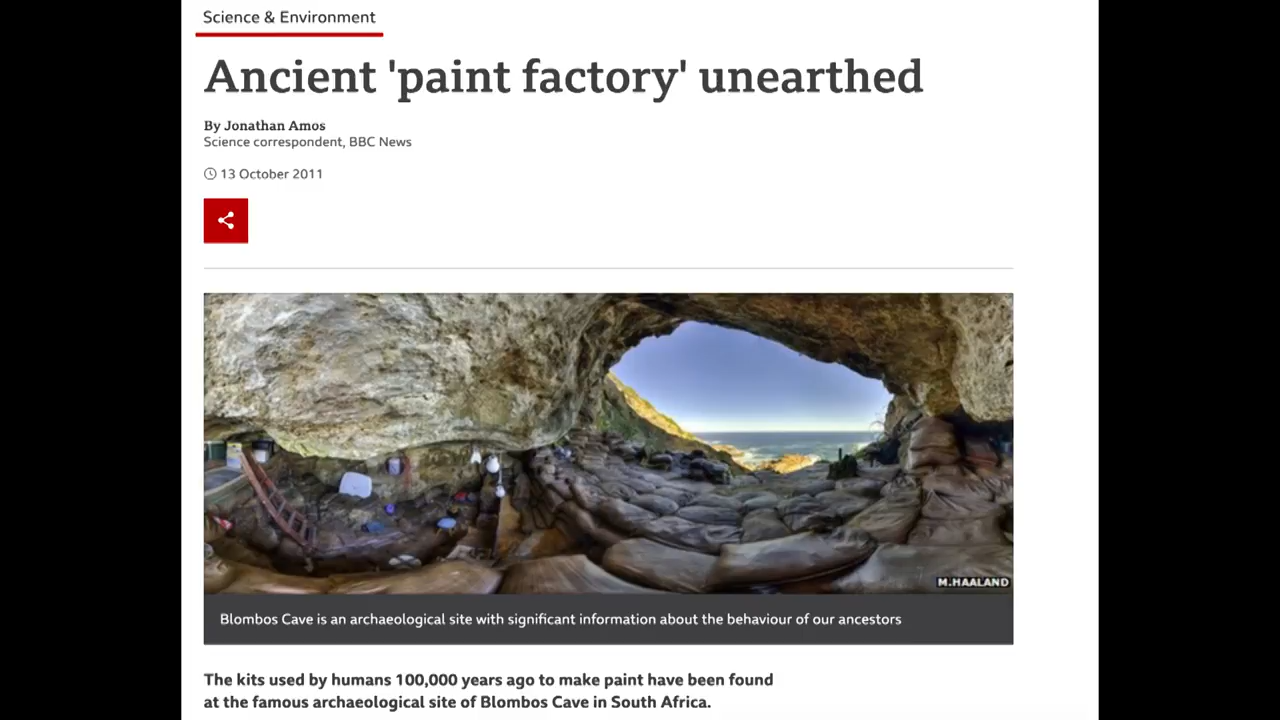 Science & Environment
Ancient 'paint factory' unearthed
By Jonathan Amos
Science correspondent, BBC News
13 October 2011
M.HAALAND
Blombos Cave is an archaeological site with significant information about the behaviour of our ancestors
The kits used by humans 100,000 years ago to make paint have been found
at the famous archaeological site of Blombos Cave in South Africa.